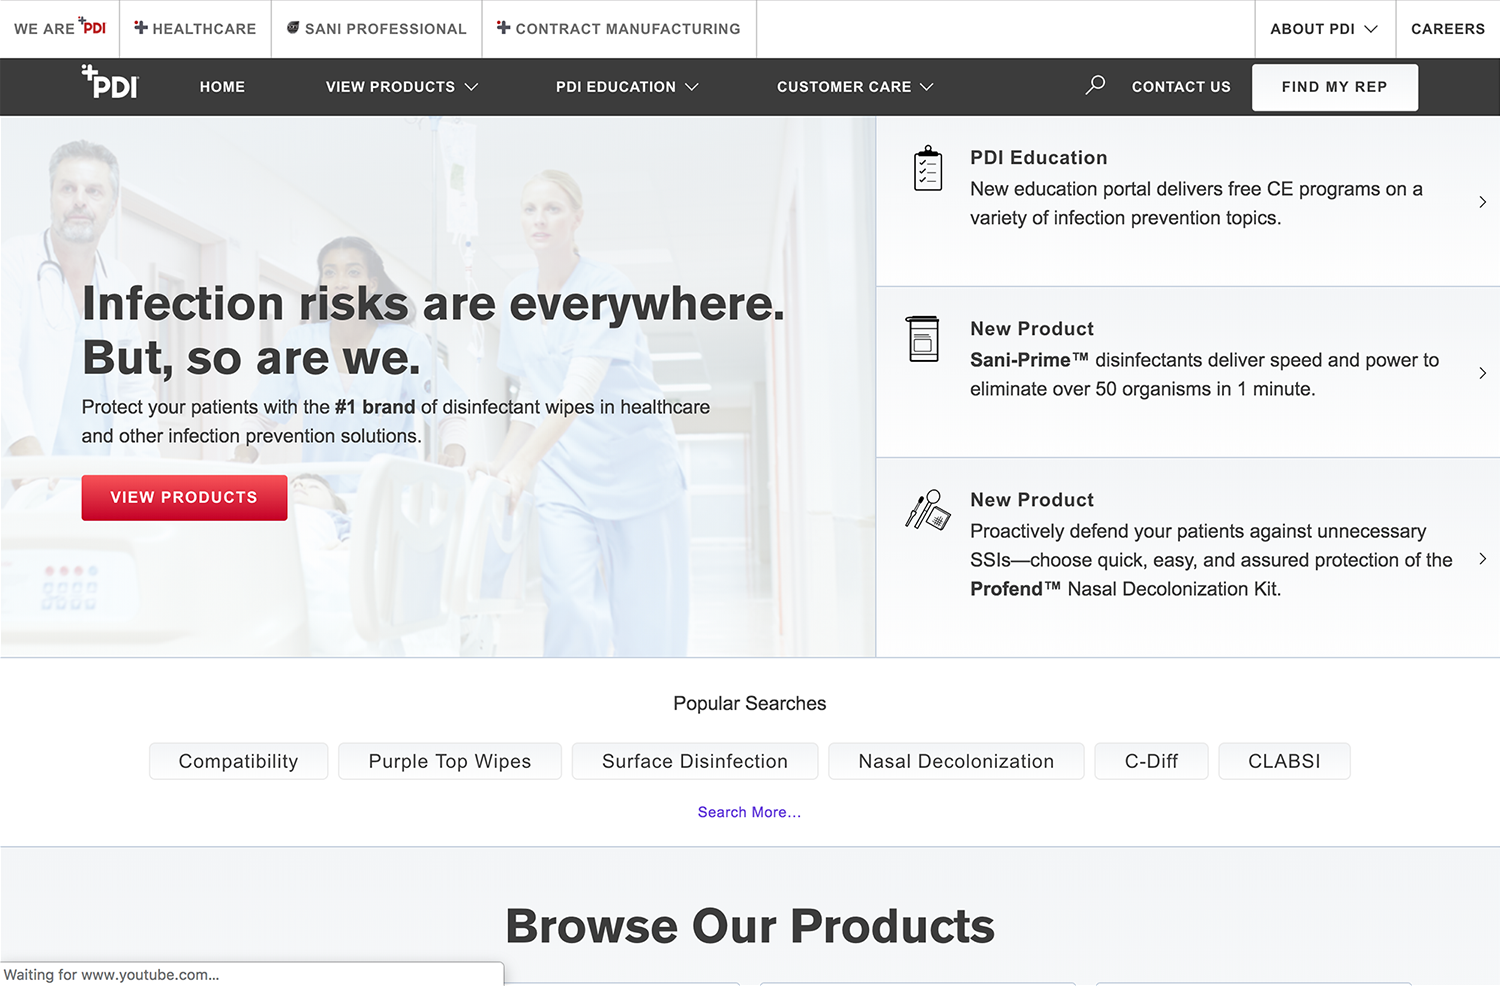 WE ARE PDI
HEALTHCARE
SANI PROFESSIONAL
CONTRACT MANUFACTURING
ABOUT PDI
CAREERS
PDI
HOME
VIEW PRODUCTS
PDI EDUCATION
CUSTOMER CARE
CONTACT US
FIND MY REP
Infection risks are everywhere.
But, so are we.
Protect your patients with the #1 brand of disinfectant wipes in healthcare
and other infection prevention solutions.
VIEW PRODUCTS
PDI Education
New education portal delivers free CE programs on a
variety of infection prevention topics.
New Product
Sani-Prime™ disinfectants deliver speed and power to
eliminate over 50 organisms in 1 minute.
New Product
Proactively defend your patients against unnecessary
SSIs—choose quick, easy, and assured protection of the
Profend™ Nasal Decolonization Kit.
Popular Searches
Compatibility
Purple Top Wipes
Surface Disinfection
Nasal Decolonization
C-Diff
CLABSI
Search More...
Browse Our Products
Waiting for www.youtube.com...